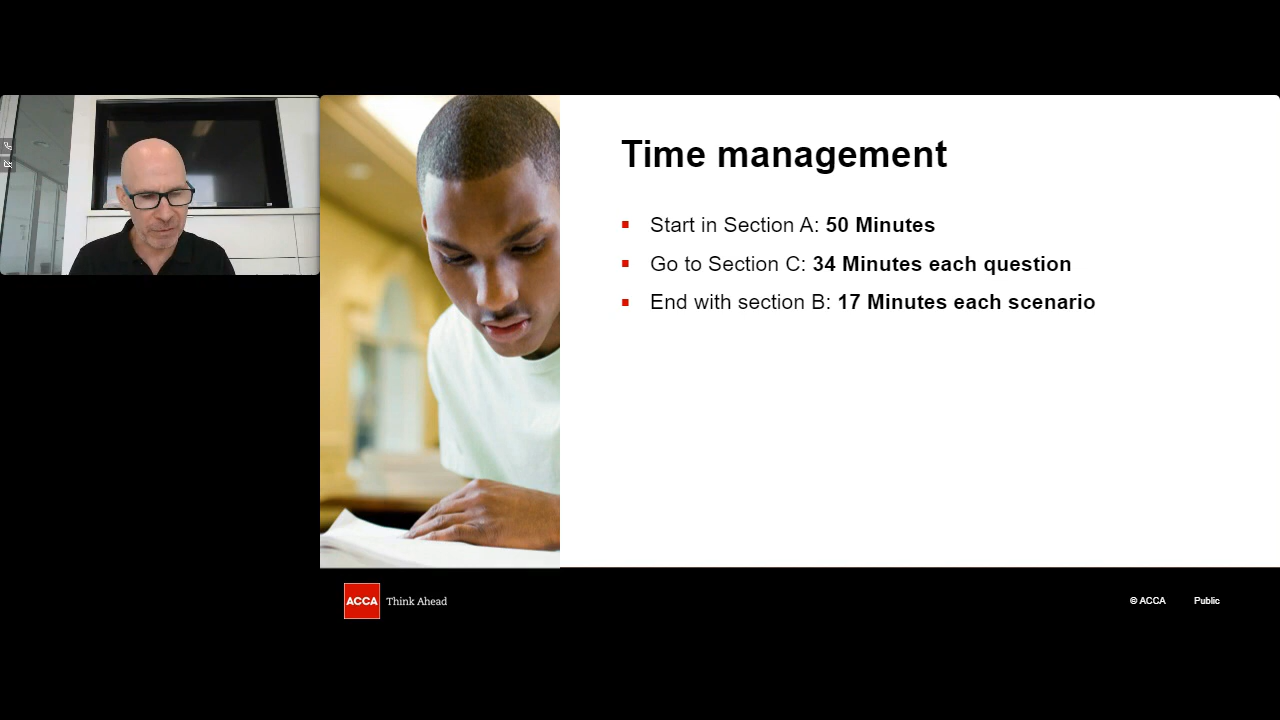 Time management
Start in Section A: 50 Minutes
Go to Section C: 34 Minutes each question
End with section B: 17 Minutes each scenario
ACCA Think Ahead
© ACCA Public